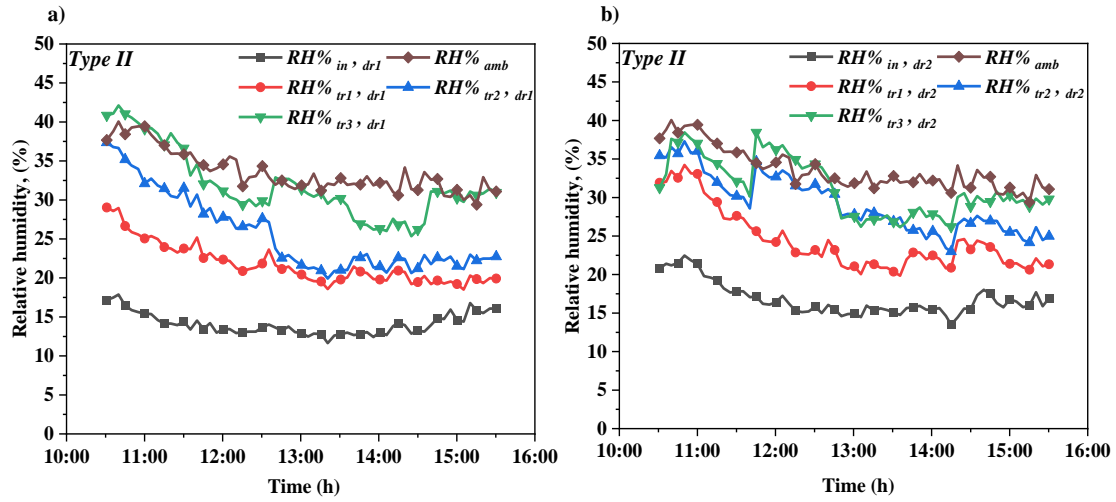 a)
Type II
RH% in , dr1
RH% amb
RH% tr1 , dr1
RH% tr2 , dr1
RH% tr3 , dr1
Relative humidity, (%)
50
45
40
35
30
25
20
15
10
5
0
10:00 11:00 12:00 13:00 14:00 15:00 16:00
Time (h)
b)
Type II
RH% in , dr2
RH% amb
RH% tr1 , dr2
RH% tr2 , dr2
RH% tr3 , dr2
Relative humidity, (%)
50
45
40
35
30
25
20
15
10
5
0
10:00 11:00 12:00 13:00 14:00 15:00 16:00
Time (h)